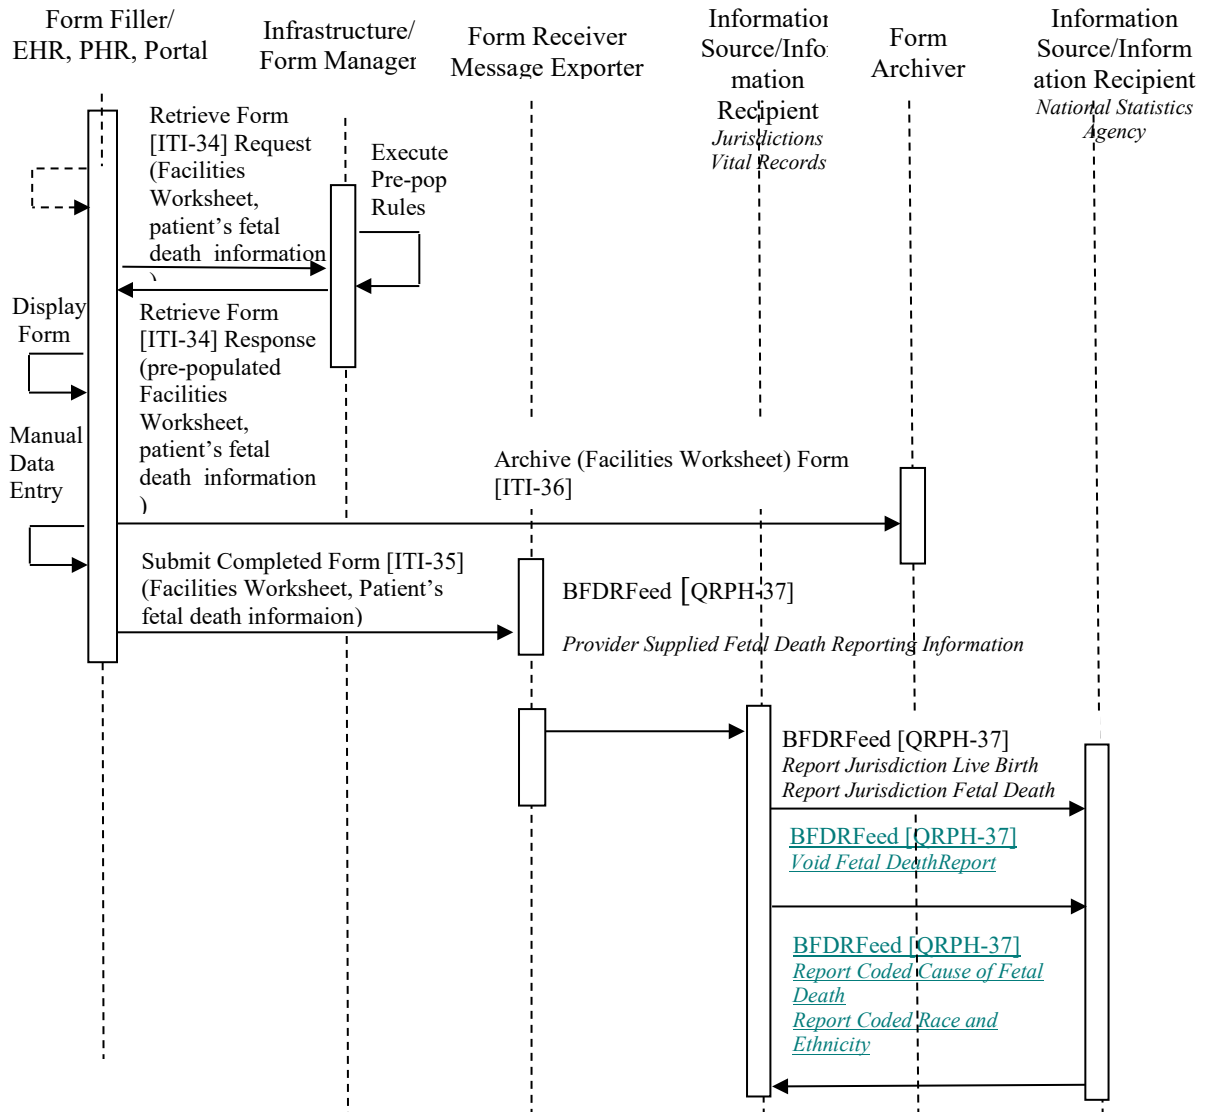 Form Filler/
EHR, PHR, Portal
Infrastructure/
Form Manager
Form Receiver
Message Exporter
Information
Source/Infor
mation
Recipient
Jurisdictions
Vital Records
Form
Archiver
Information
Source/Inform
ation Recipient
National Statistics
Agency
Retrieve Form
[ITI-34] Request
(Facilities
Worksheet,
patient’s fetal
death information
)
Execute
Pre-pop
Rules
Display
Form
Retrieve Form
[ITI-34] Response
(pre-populated
Facilities
Worksheet,
patient’s fetal
death information
)
Manual
Data
Entry
Archive (Facilities Worksheet) Form
[ITI-36]
Submit Completed Form [ITI-35]
(Facilities Worksheet, Patient’s
fetal death informaion)
BFDRFeed [QRPH-37]
Provider Supplied Fetal Death Reporting Information
BFDRFeed [QRPH-37]
Report Jurisdiction Live Birth
Report Jurisdiction Fetal Death
BFDRFeed [QRPH-37]
Void Fetal DeathReport
BFDRFeed [QRPH-37]
Report Coded Cause of Fetal
Death
Report Coded Race and
Ethnicity